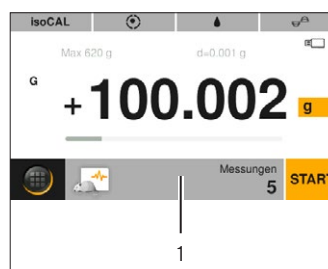 isoCAL
Max 620 g d=0.001 g
G
+100.002 g
Messungen
5
START
1